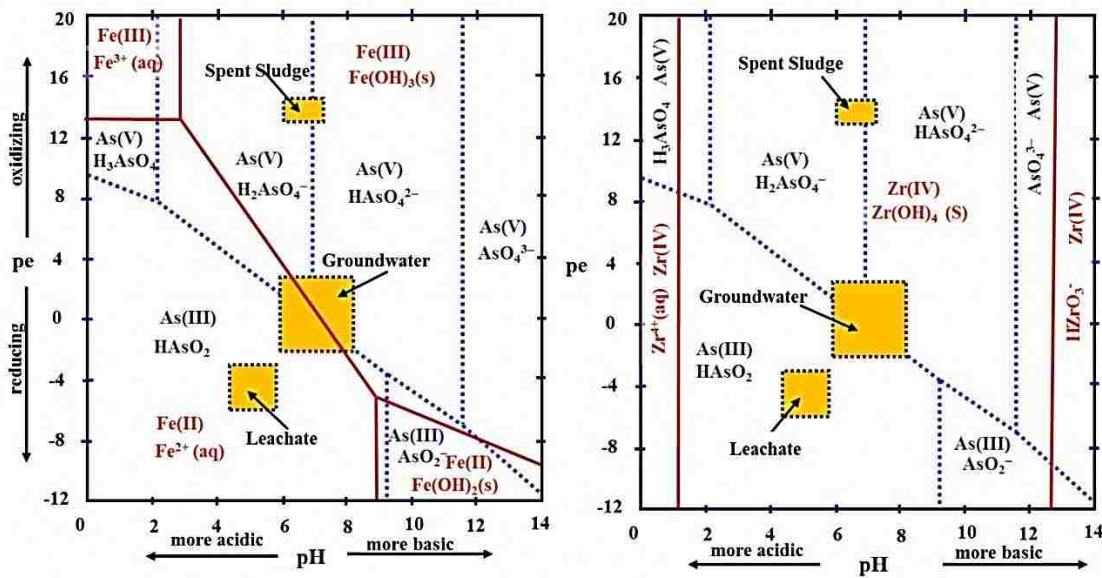 20
16
12
8
4
0
-4
-8
-12
oxidizing
pe
reducing
Fe(III)
Fe³⁺ (aq)
Fe(III)
Fe(OH)₃(s)
Spent Sludge
As(V)
H₃AsO₄
As(V)
H₂AsO₄⁻
As(V)
HAsO₄²⁻
As(V)
AsO₄³⁻
Groundwater
As(III)
HAsO₂
Fe(II)
Fe²⁺ (aq)
Leachate
As(III)
AsO₂⁻
Fe(II)
Fe(OH)₂(s)
0 2 4 6 8 10 12 14
more acidic pH more basic
20
16
12
8
4
0
-4
-8
-12
pe
H₃AsO₄ As(V)
Spent Sludge
As(V)
HAsO₄²⁻
As(V)
H₂AsO₄⁻
Zr(IV)
Zr(OH)₄ (S)
AsO₄³⁻ As(V)
Zr⁴⁺(aq) Zr(IV)
HZrO₃⁻ Zr(IV)
Groundwater
As(III)
HAsO₂
Leachate
As(III)
AsO₂⁻
0 2 4 6 8 10 12 14
more acidic pH more basic